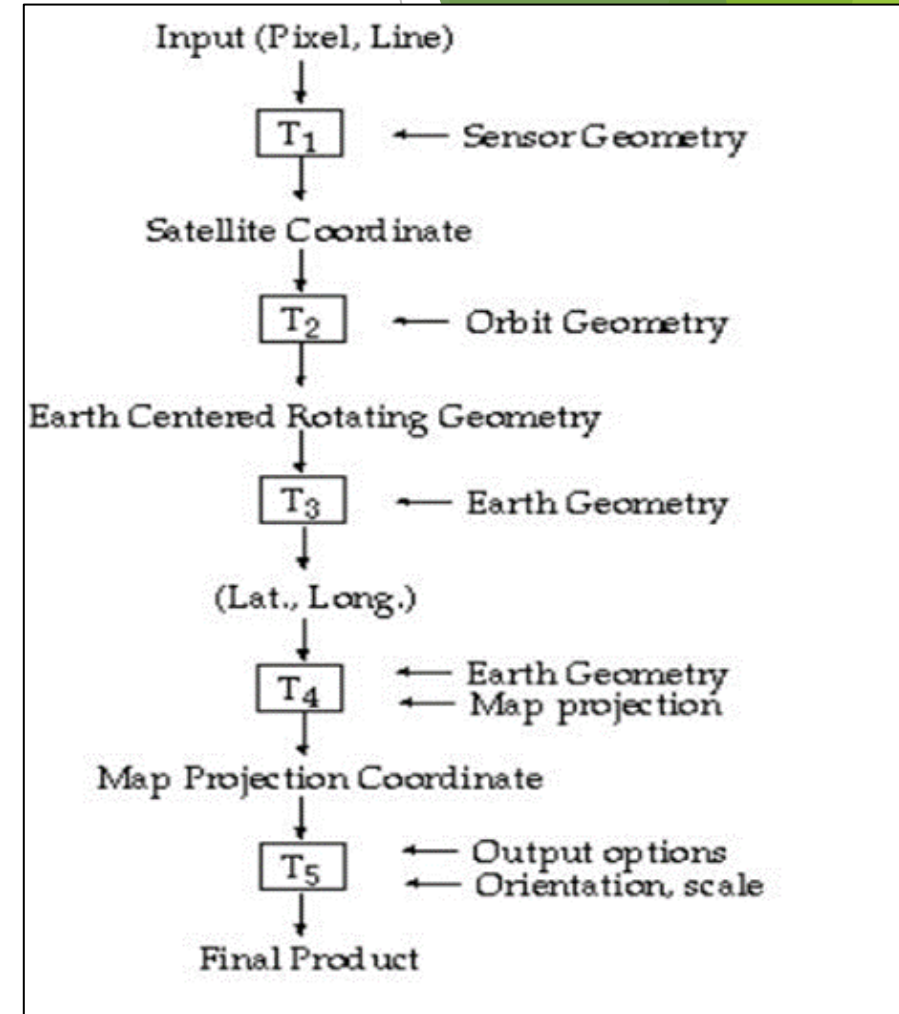 Input (Pixel, Line)
T1
Sensor Geometry
Satellite Coordinate
T2
Orbit Geometry
Earth Centered Rotating Geometry
T3
Earth Geometry
(Lat., Long.)
T4
Earth Geometry
Map projection
Map Projection Coordinate
T5
Output options
Orientation, scale
Final Product